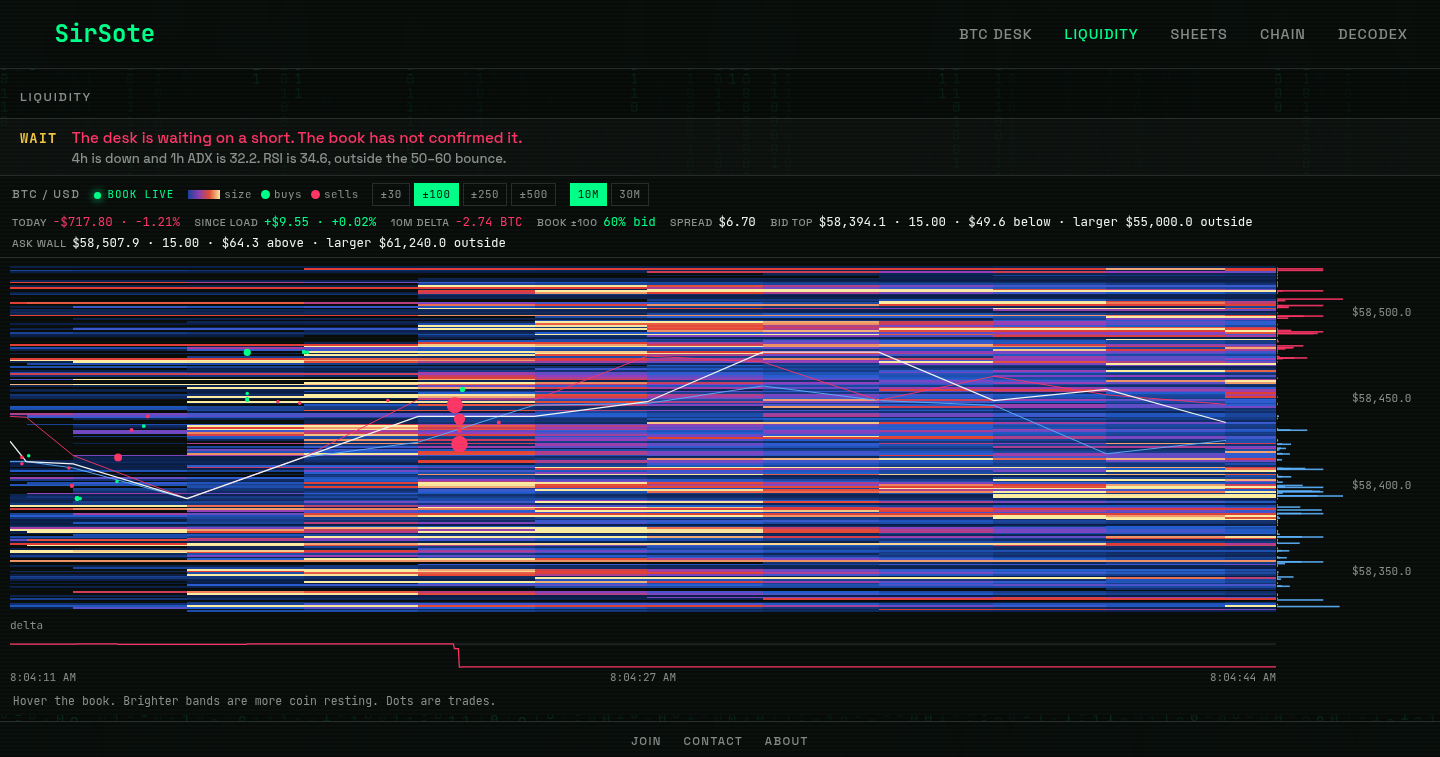 SirSote
BTC DESK LIQUIDITY SHEETS CHAIN DECODEX
LIQUIDITY
WAIT The desk is waiting on a short. The book has not confirmed it.
4h is down and 1h ADX is 32.2. RSI is 34.6, outside the 50–60 bounce.
BTC / USD BOOK LIVE size buys sells ±30 ±100 ±250 ±500 10M 30M
TODAY -$717.80 · -1.21% SINCE LOAD +$9.55 · +0.02% 10M DELTA -2.74 BTC BOOK ±100 60% bid SPREAD $6.70 BID TOP $58,394.1 · 15.00 · $49.6 below · larger $55,000.0 outside
ASK WALL $58,507.9 · 15.00 · $64.3 above · larger $61,240.0 outside
$58,500.0
$58,450.0
$58,400.0
$58,350.0
delta
8:04:11 AM 8:04:27 AM 8:04:44 AM
Hover the book. Brighter bands are more coin resting. Dots are trades.
JOIN CONTACT ABOUT